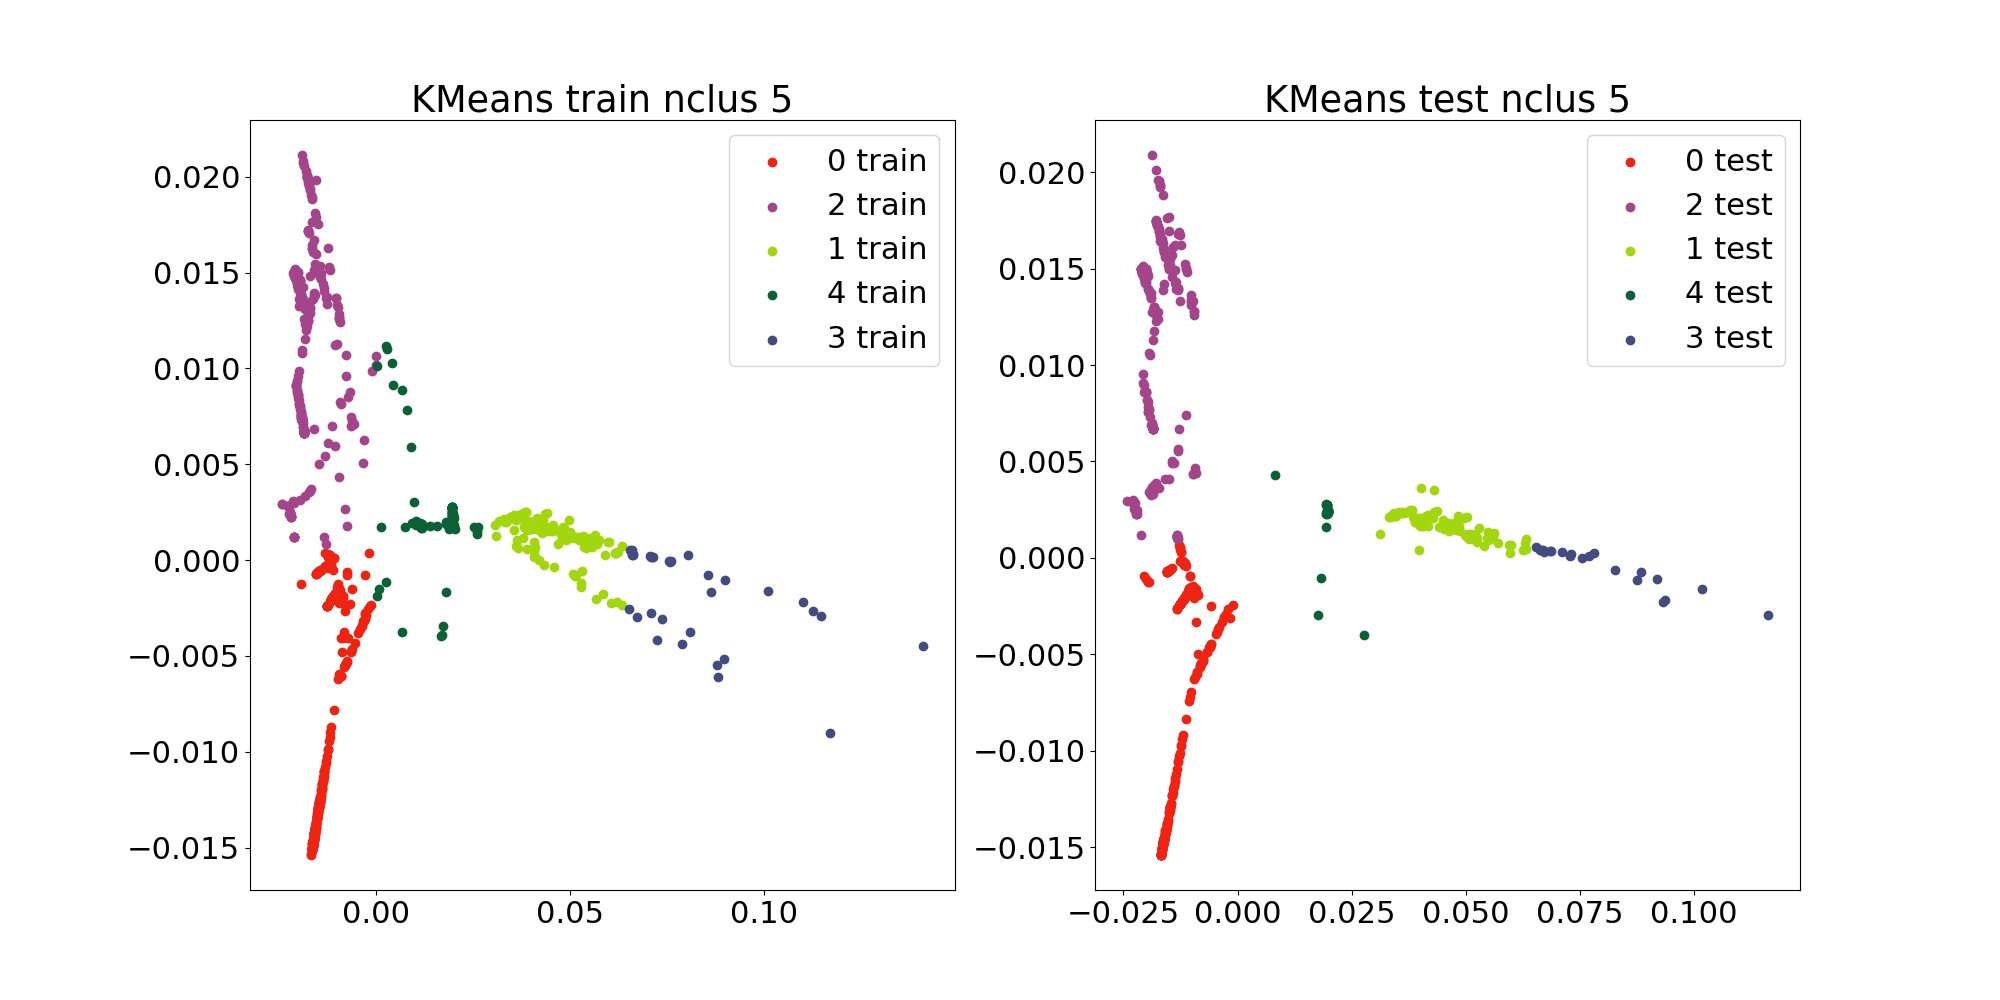 KMeans train nclus 5
0.020
0.015
0.010
0.005
0.000
−0.005
−0.010
−0.015
0.00 0.05 0.10
0 train
2 train
1 train
4 train
3 train
KMeans test nclus 5
0.020
0.015
0.010
0.005
0.000
−0.005
−0.010
−0.015
−0.025 0.000 0.025 0.050 0.075 0.100
0 test
2 test
1 test
4 test
3 test